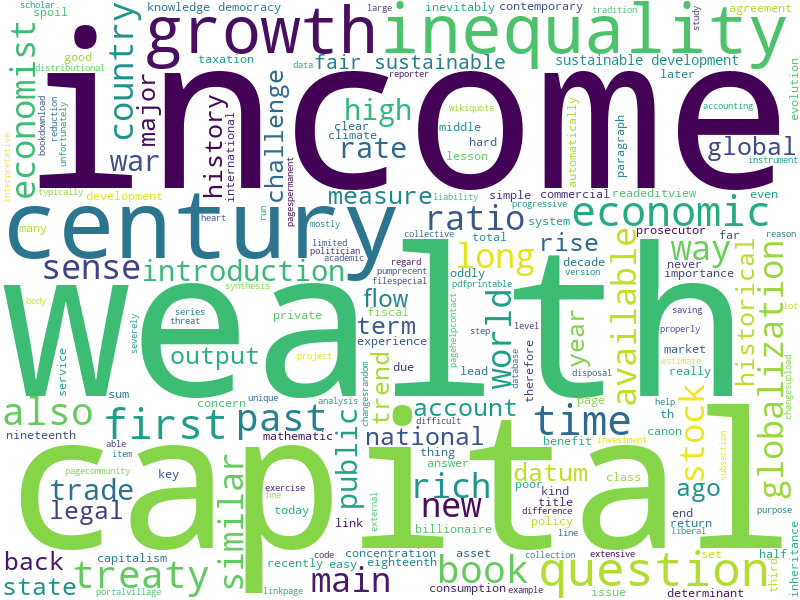 scholar
spoil
knowledge democracy
large
inevitably
contemporary
tradition
agreement
growth
inequality
study
country
economist
good
distributional
taxation
fair sustainable
sustainable development
later
data
reporter
income
major
high
wikiquote
accounting
evolution
bookdownload
reduction
unfortunately
history
international
challenge
clear
climate
middle
hard
lesson
rate
automatically
paragraph
global
instrument
war
interpretative
typically
development
measure
liability
simple
commercial
readeditview
even
many
heart
run
progressive
century
pagespermanent
mostly
ratio
system
economic
prosecutor
far
reason
limited
politician
academic
collective
total
rise
never
way
sense
introduction
long
decade
version
importance
regard
pumprecent
filespecial
oddly
pdfprintable
available
historical
globalization
body
synthesis
series
threat
flow
fiscal
private
wealth
world
year
saving
lot
severely
project
term
experience
step
level
market
properly
service
output
due
lead
database
therefore
disposal
really
estimate
trend
pagehelpcontact
sum
unique
analysis
changesrandom
changesupload
also
concern
account
page
help
th
first
past
time
stock
nineteenth
mathematic
public
difficult
national
benefit
canon
investment
able
item
pagecommunity
similar
thing
answer
capital
subsection
key
exercise
fine
rich
poor
datum
class
purpose
trade
legal
today
external
link
new
kind
title
difference
policy
ago
end
return
liberal
billionaire
line
extensive
back
capitalism
recently
easy
eighteenth
code
concentration
asset
collection
set
half
issue
third
inheritance
state
treaty
portalvillage
linkpage
main
consumption
example
book
question
determinant